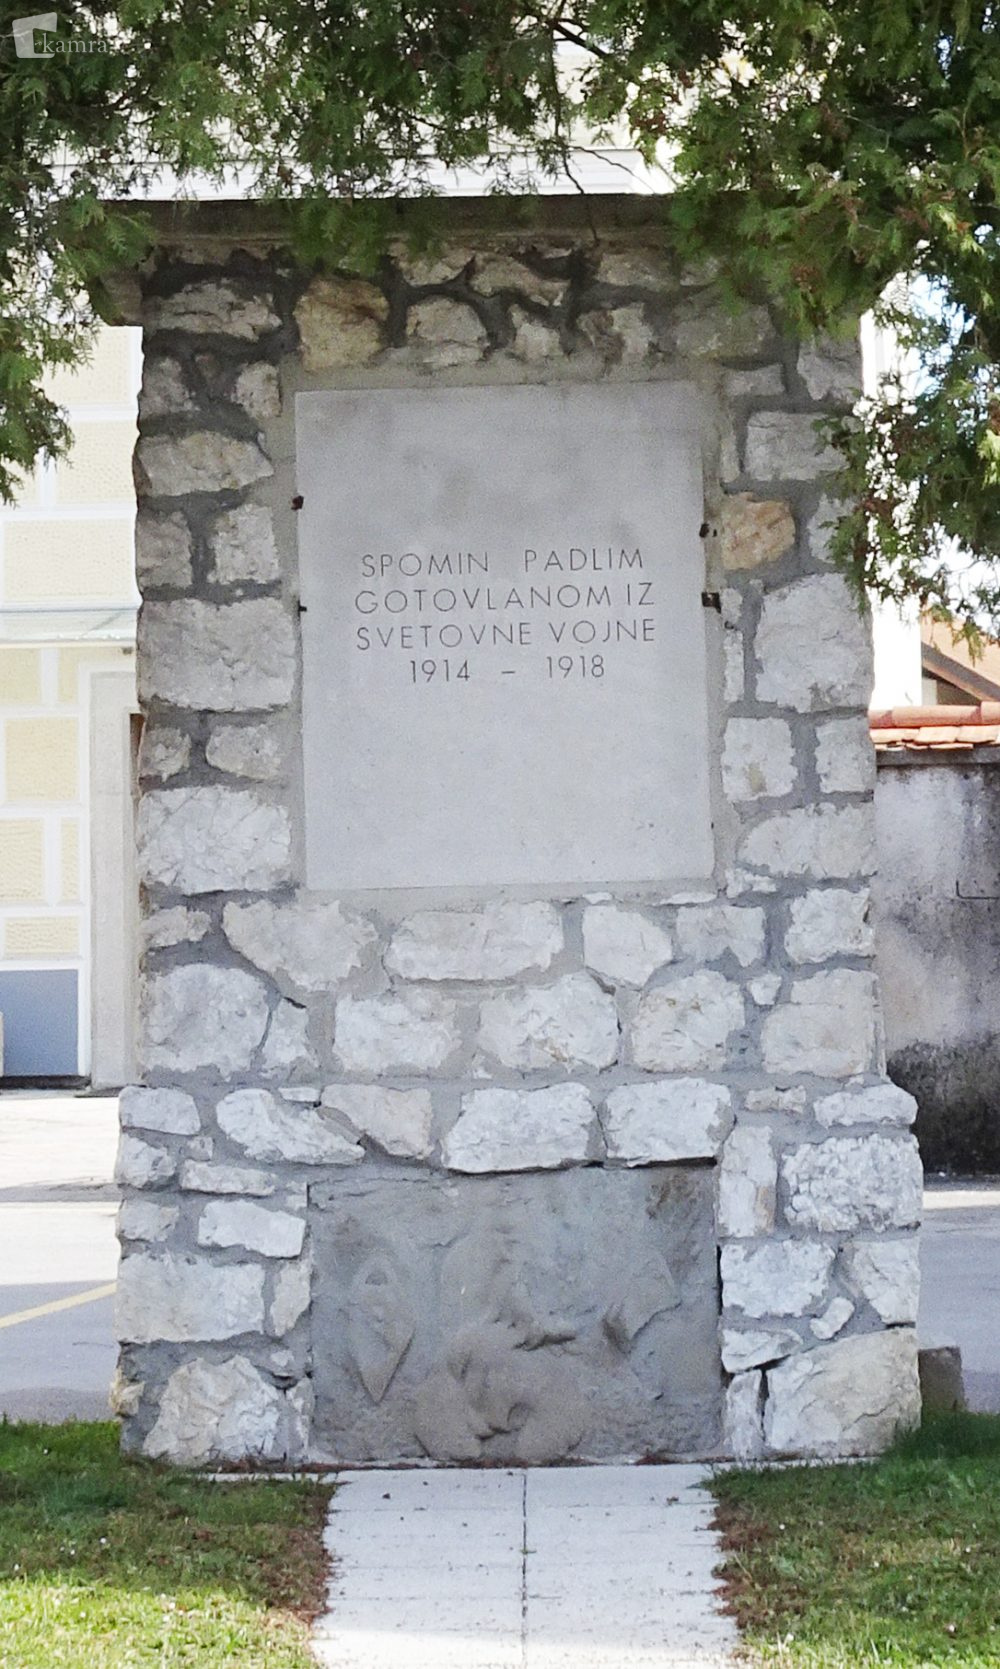 kamra
SPOMIN PADLIM
GOTOVLANOM IZ
SVETOVNE VOJNE
1914 – 1918